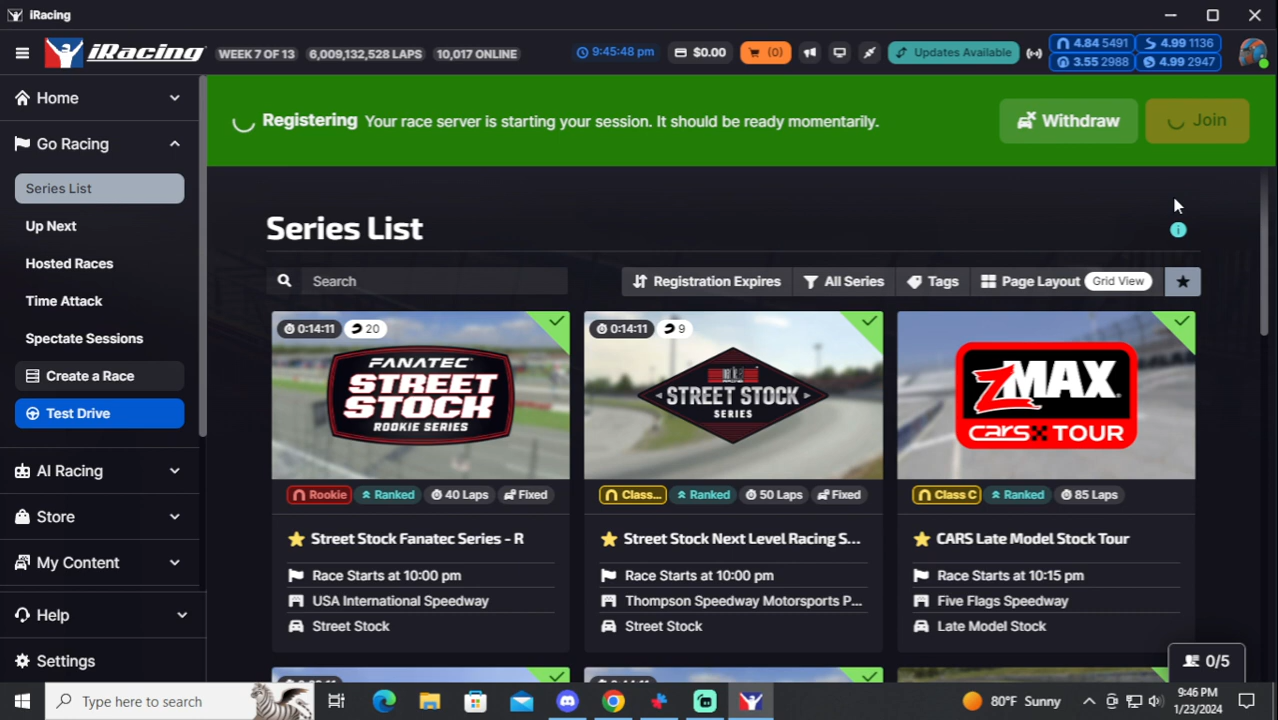 iRacing
iRacing
WEEK 7 OF 13
6,009,132,528 LAPS
10,017 ONLINE
9:45:48 pm
$0.00
(0)
Updates Available
4.84 5491
4.99 1136
3.55 2988
4.99 2947
Home
Go Racing
Series List
Up Next
Hosted Races
Time Attack
Spectate Sessions
Create a Race
Test Drive
AI Racing
Store
My Content
Help
Settings
Registering Your race server is starting your session. It should be ready momentarily.
Withdraw
Join
Series List
Search
Registration Expires
All Series
Tags
Page Layout Grid View
0:14:11 20
FANATEC
STREET
STOCK
ROOKIE SERIES
Rookie Ranked 40 Laps Fixed
Street Stock Fanatec Series - R
Race Starts at 10:00 pm
USA International Speedway
Street Stock
0:14:11 9
STREET STOCK
SERIES
Class... Ranked 50 Laps Fixed
Street Stock Next Level Racing S...
Race Starts at 10:00 pm
Thompson Speedway Motorsports P...
Street Stock
ZMAX
CARS TOUR
Class C Ranked 85 Laps
CARS Late Model Stock Tour
Race Starts at 10:15 pm
Five Flags Speedway
Late Model Stock
0/5
Type here to search
80°F Sunny
9:46 PM
1/23/2024